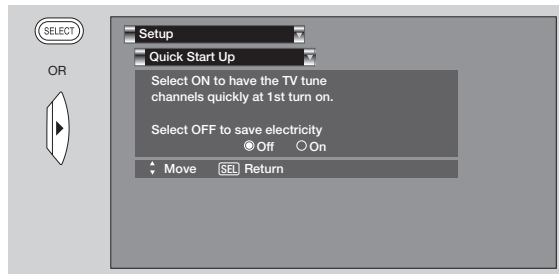 SELECT
OR
Setup
Quick Start Up
Select ON to have the TV tune
channels quickly at 1st turn on.
Select OFF to save electricity
Off On
Move SEL Return